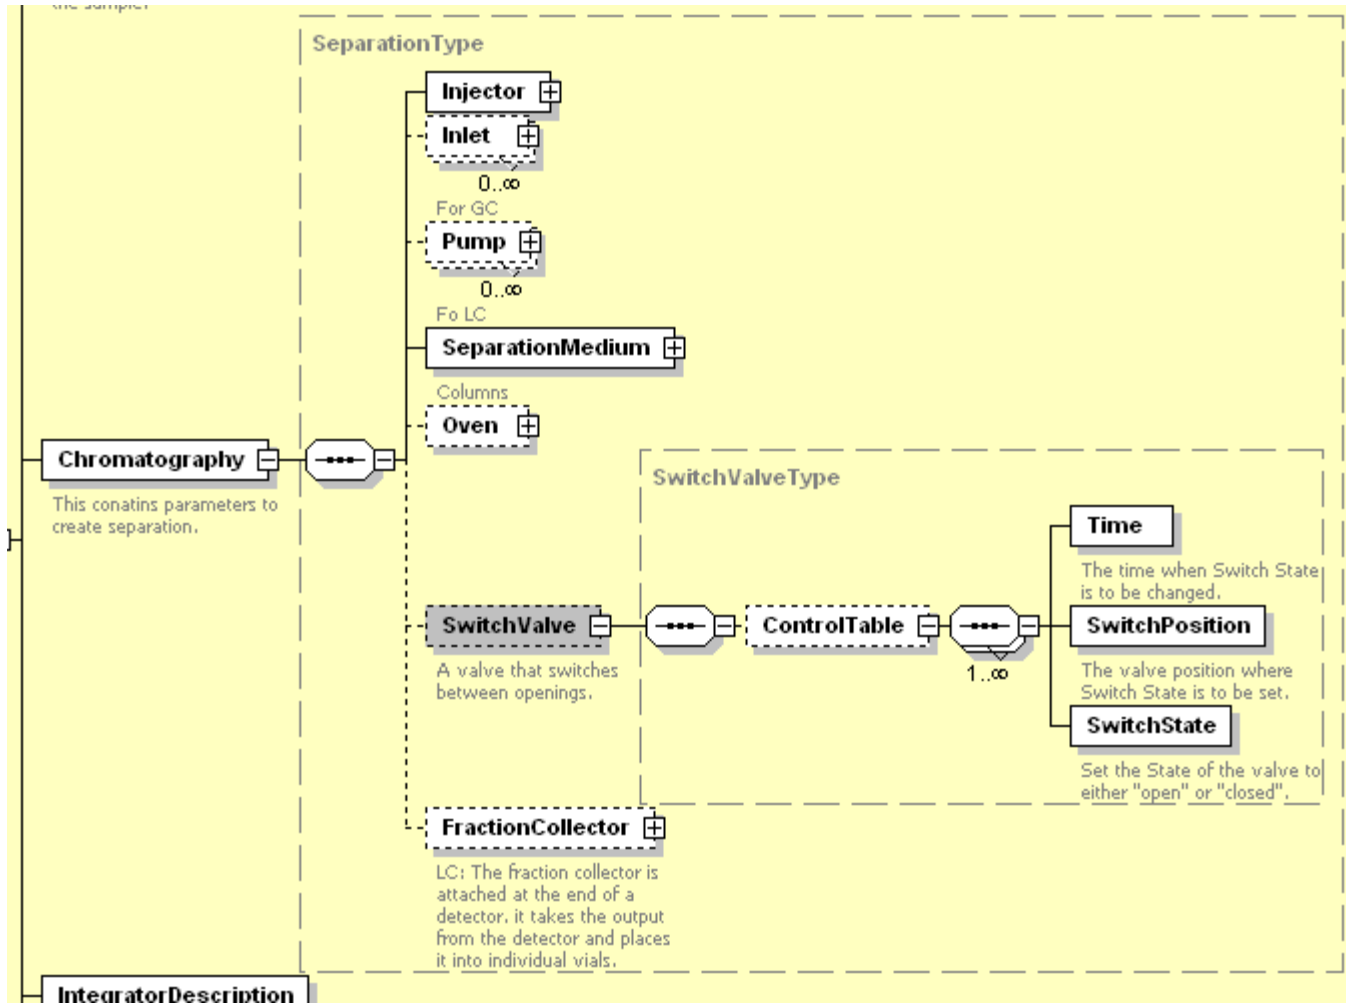 the sample.
SeparationType
Injector
Inlet
0..∞
For GC
Pump
0..∞
Fo LC
SeparationMedium
Columns
Oven
Chromatography
This conatins parameters to
create separation.
SwitchValveType
Time
The time when Switch State
is to be changed.
SwitchValve
ControlTable
1..∞
SwitchPosition
A valve that switches
between openings.
The valve position where
Switch State is to be set.
SwitchState
Set the State of the valve to
either "open" or "closed".
FractionCollector
LC: The fraction collector is
attached at the end of a
detector. it takes the output
from the detector and places
it into individual vials.
IntegratorDescription